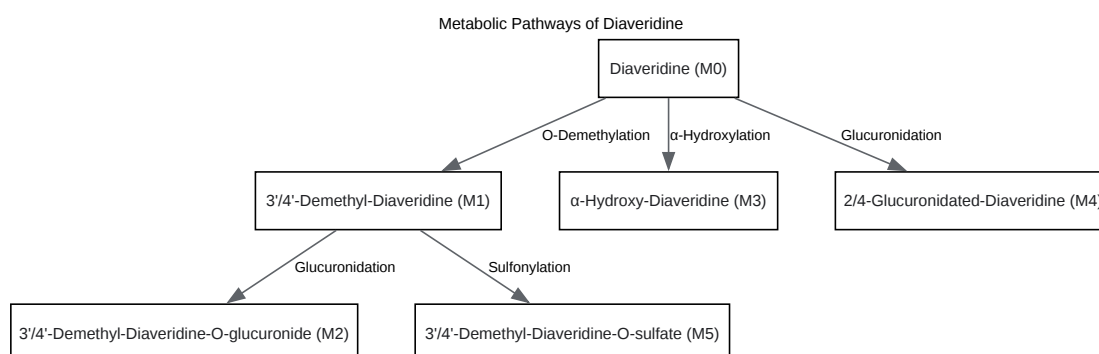 Metabolic Pathways of Diaveridine
Diaveridine (M0)
O-Demethylation
α-Hydroxylation
Glucuronidation
3'/4'-Demethyl-Diaveridine (M1)
α-Hydroxy-Diaveridine (M3)
2/4-Glucuronidated-Diaveridine (M4)
Glucuronidation
Sulfonylation
3'/4'-Demethyl-Diaveridine-O-glucuronide (M2)
3'/4'-Demethyl-Diaveridine-O-sulfate (M5)